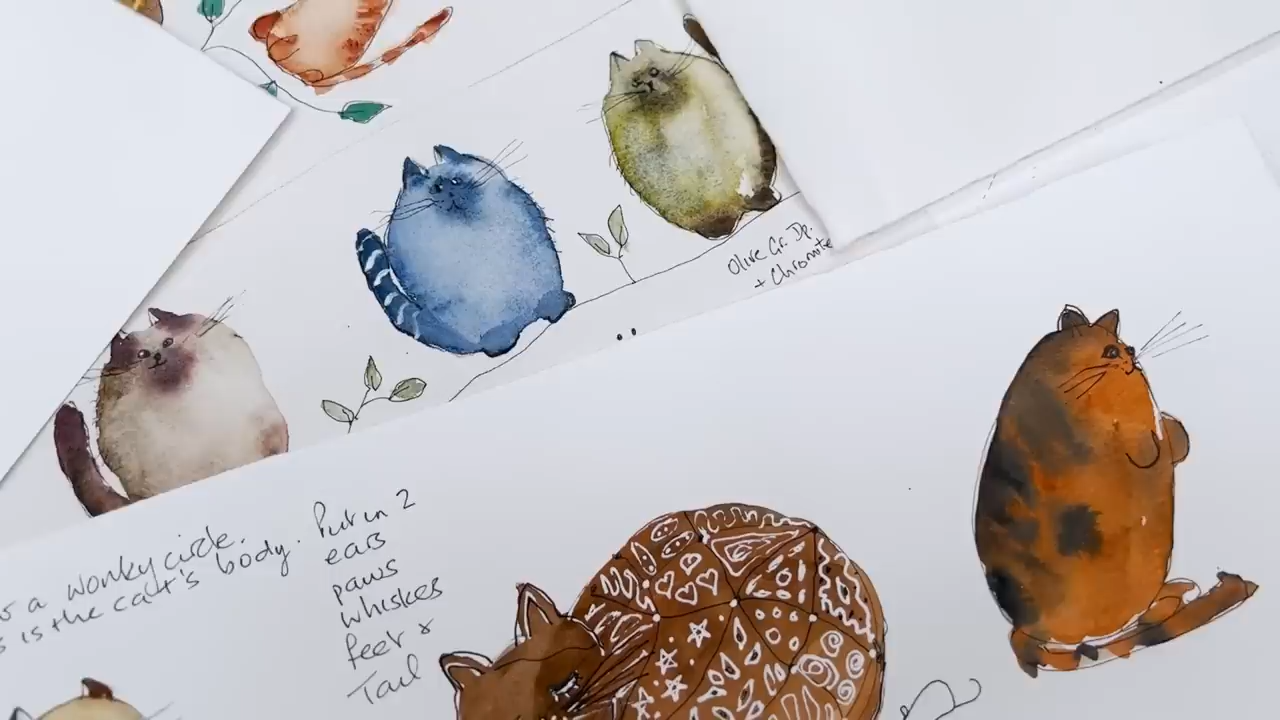 Olive Gr. Dp.
+ Chromite
a wonky circle.
is the cat's body.
Put in 2
ears
paws
whiskes
feet &
Tail